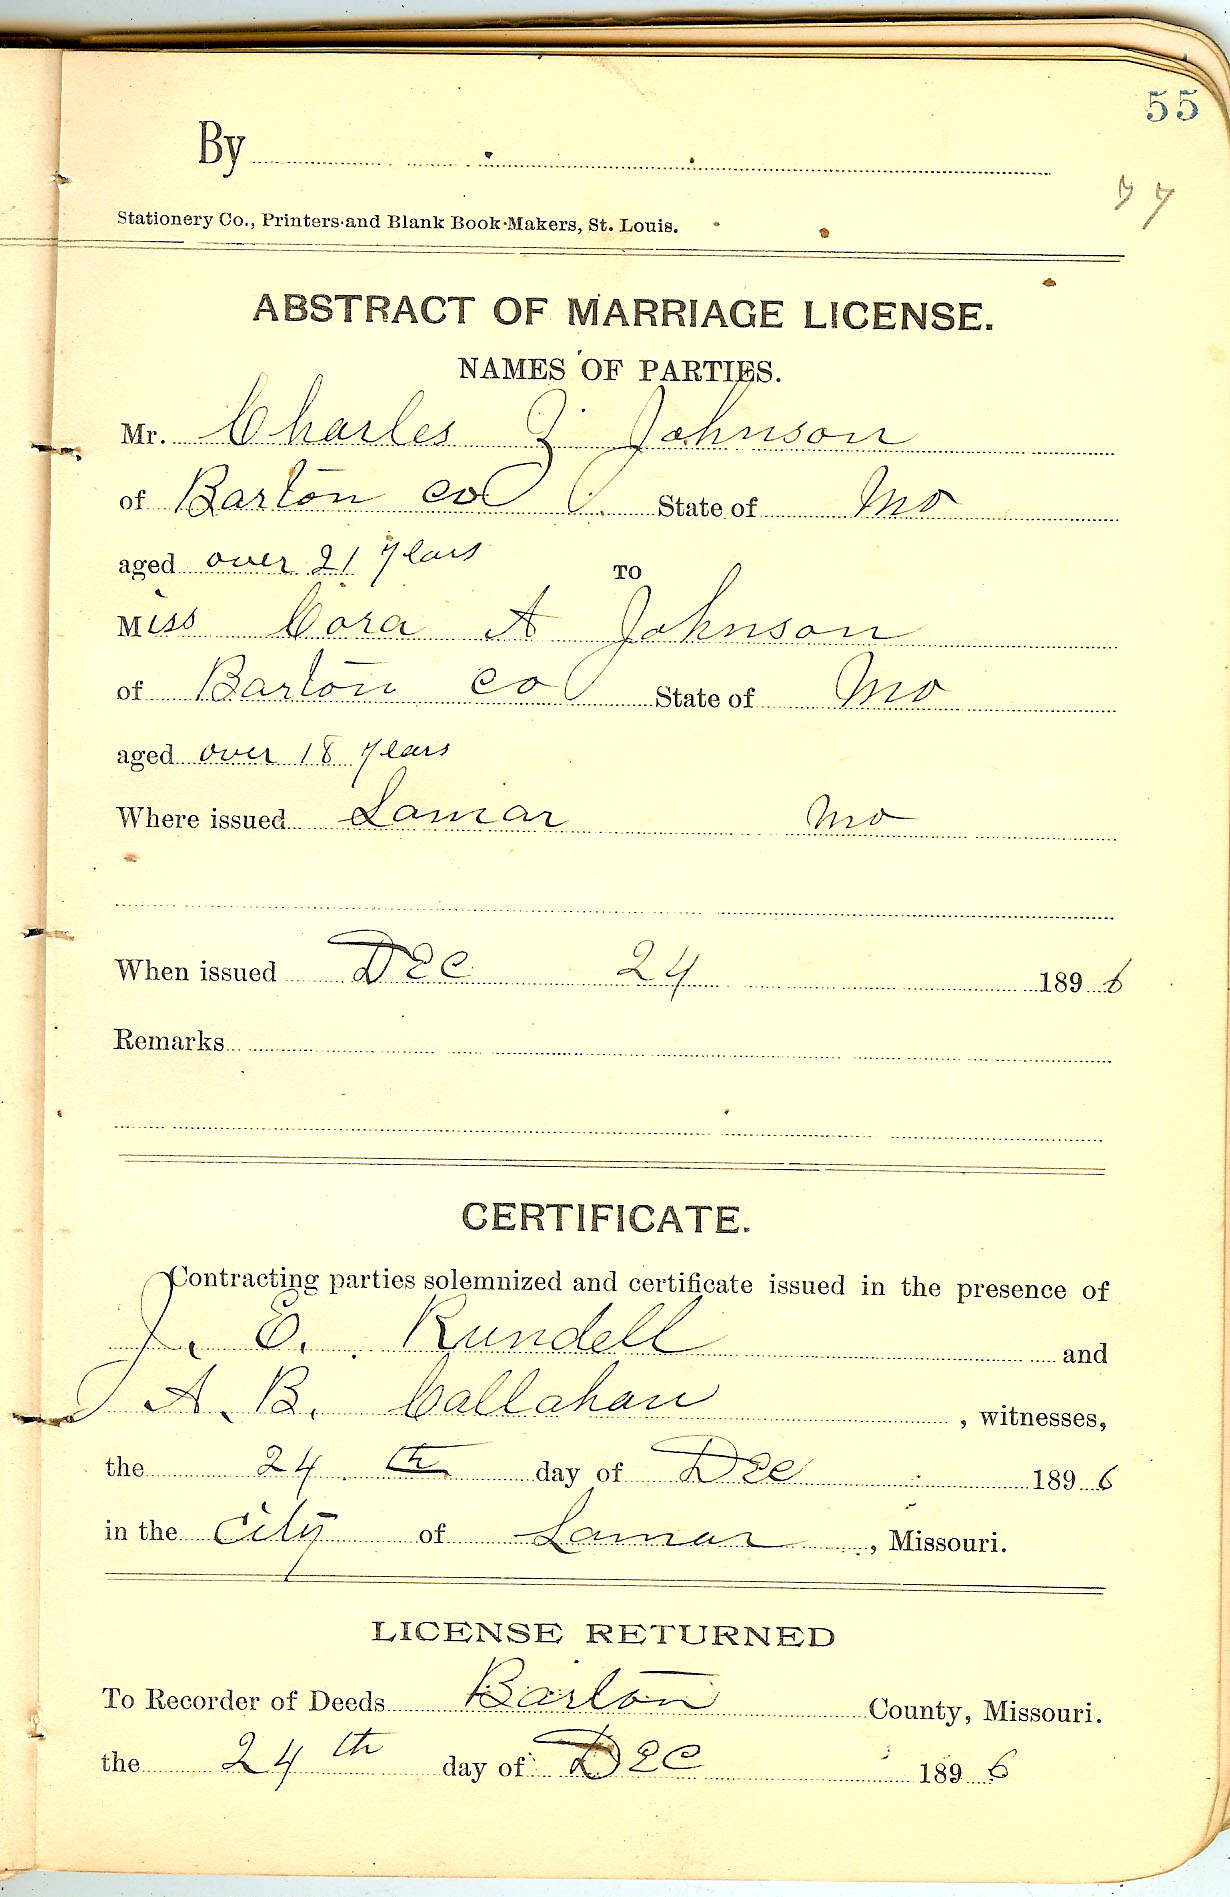 55
By
77
Stationery Co., Printers and Blank Book Makers, St. Louis.
ABSTRACT OF MARRIAGE LICENSE.
NAMES OF PARTIES.
Mr. Charles Z. Johnson
of Barton co State of Mo
aged over 21 years
TO
Miss Cora A Johnson
of Barton co State of Mo
aged over 18 years
Where issued Lamar Mo
When issued Dec 24 1896
Remarks
CERTIFICATE.
Contracting parties solemnized and certificate issued in the presence of
J. E. Rundell and
A. B. Callahan, witnesses,
the 24th day of Dec 1896
in the City of Lamar, Missouri.
LICENSE RETURNED
To Recorder of Deeds Barton County, Missouri.
the 24th day of Dec 1896